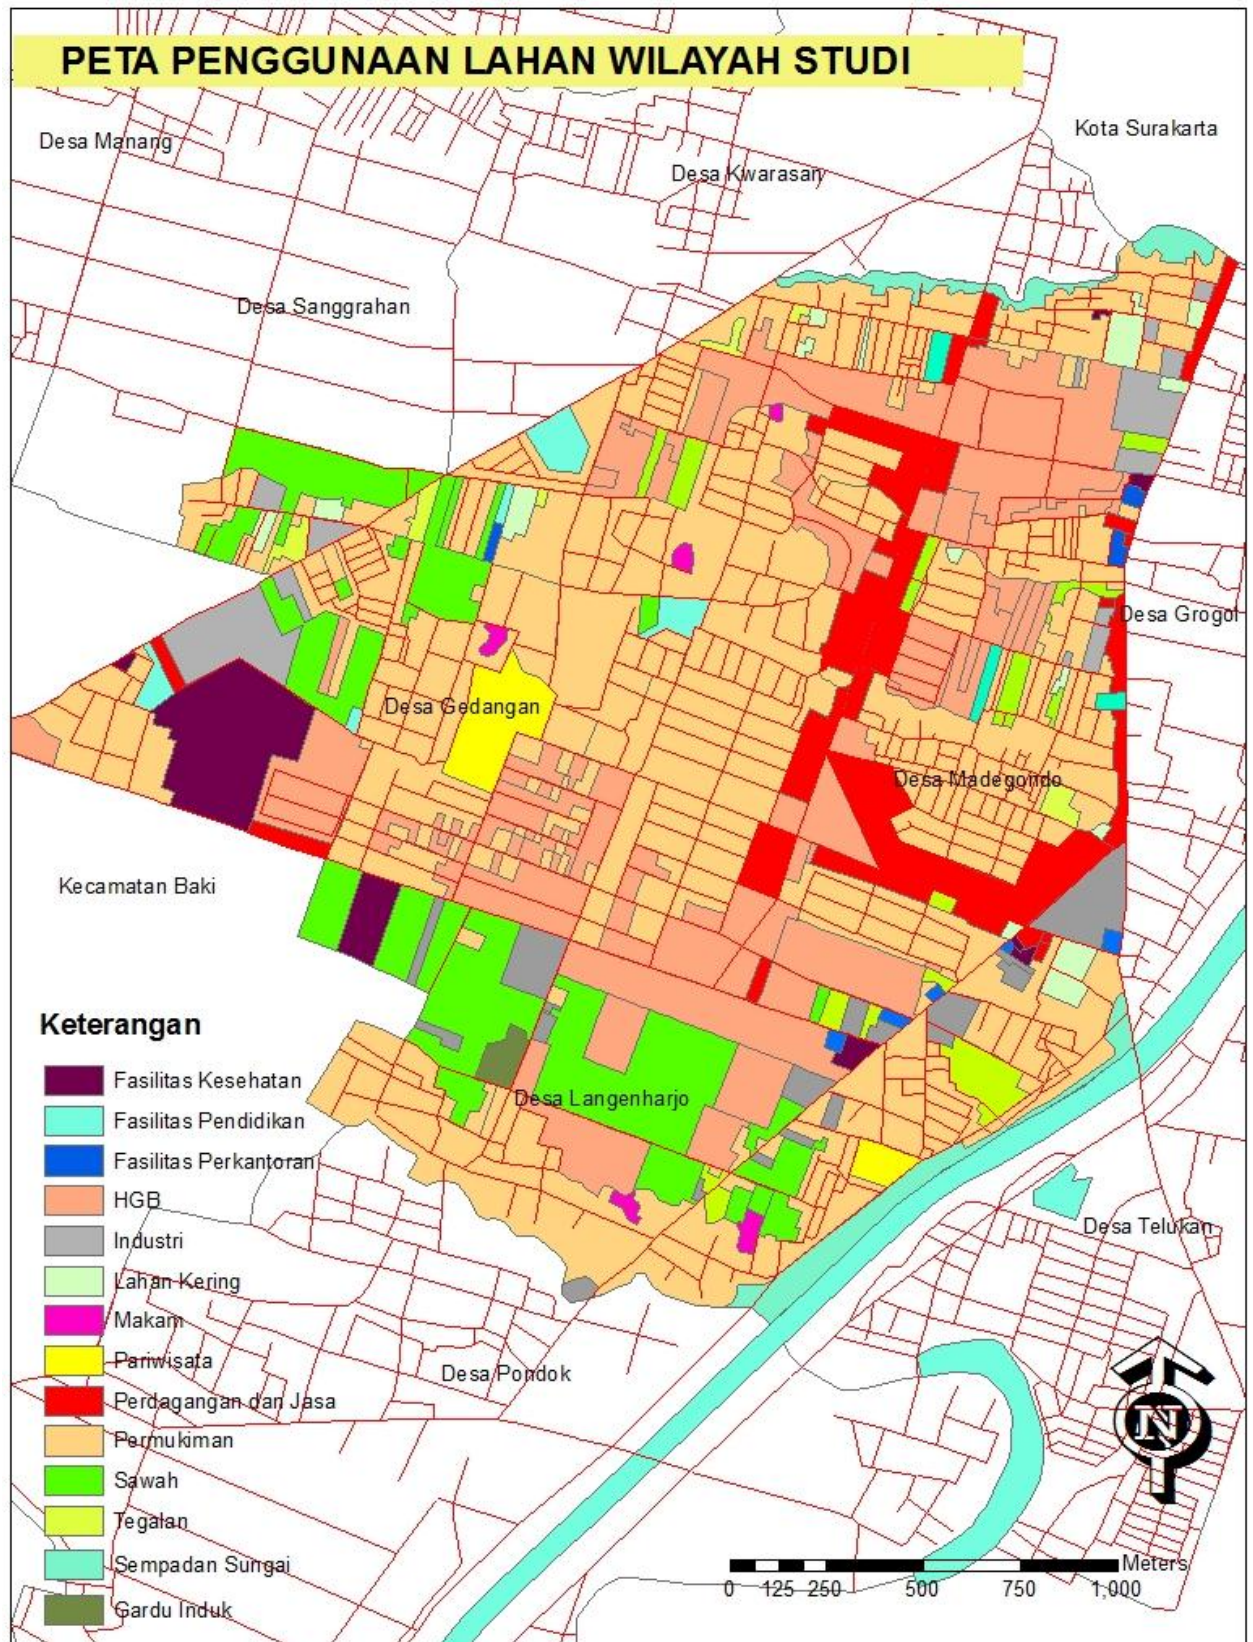 PETA PENGGUNAAN LAHAN WILAYAH STUDI
Kota Surakarta
Desa Manang
Desa Kwarasan
Desa Sanggrahan
Desa Grogol
Desa Gedangan
Desa Madegondo
Kecamatan Baki
Desa Langenharjo
Desa Telukan
Desa Pondok
Keterangan
Fasilitas Kesehatan
Fasilitas Pendidikan
Fasilitas Perkantoran
HGB
Industri
Lahan Kering
Makam
Pariwisata
Perdagangan dan Jasa
Permukiman
Sawah
Tegalan
Sempadan Sungai
Gardu Induk
N
Meters
0 125 250 500 750 1,000